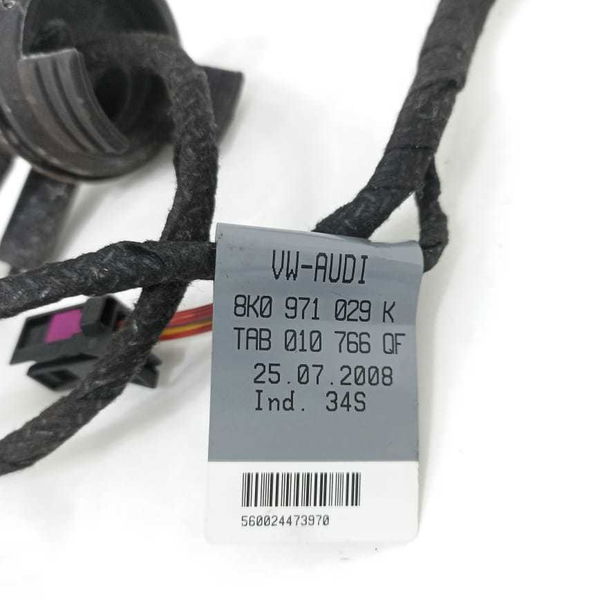 VW-AUDI
8K0 971 029 K
TAB 010 766 QF
25.07.2008
Ind. 34S
560024473970